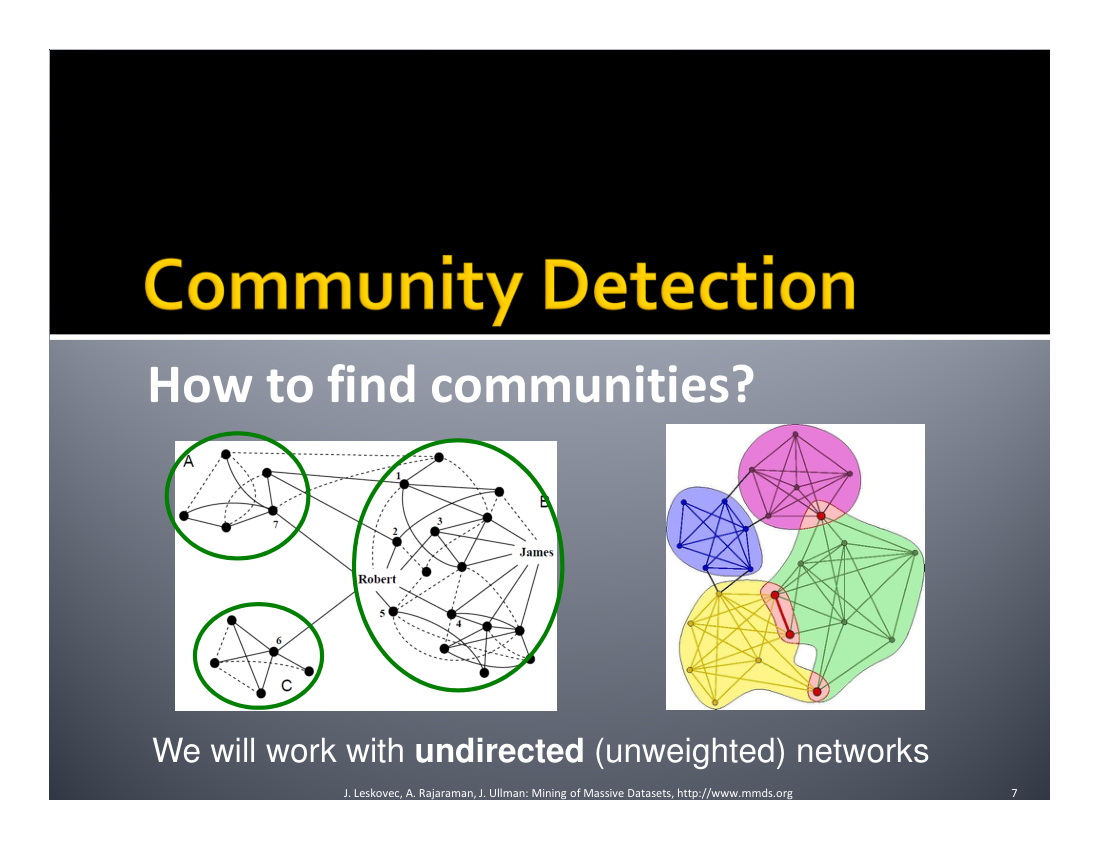 Community Detection
How to find communities?
A
B
C
1
2
3
4
5
6
7
James
Robert
We will work with undirected (unweighted) networks
J. Leskovec, A. Rajaraman, J. Ullman: Mining of Massive Datasets, http://www.mmds.org
7